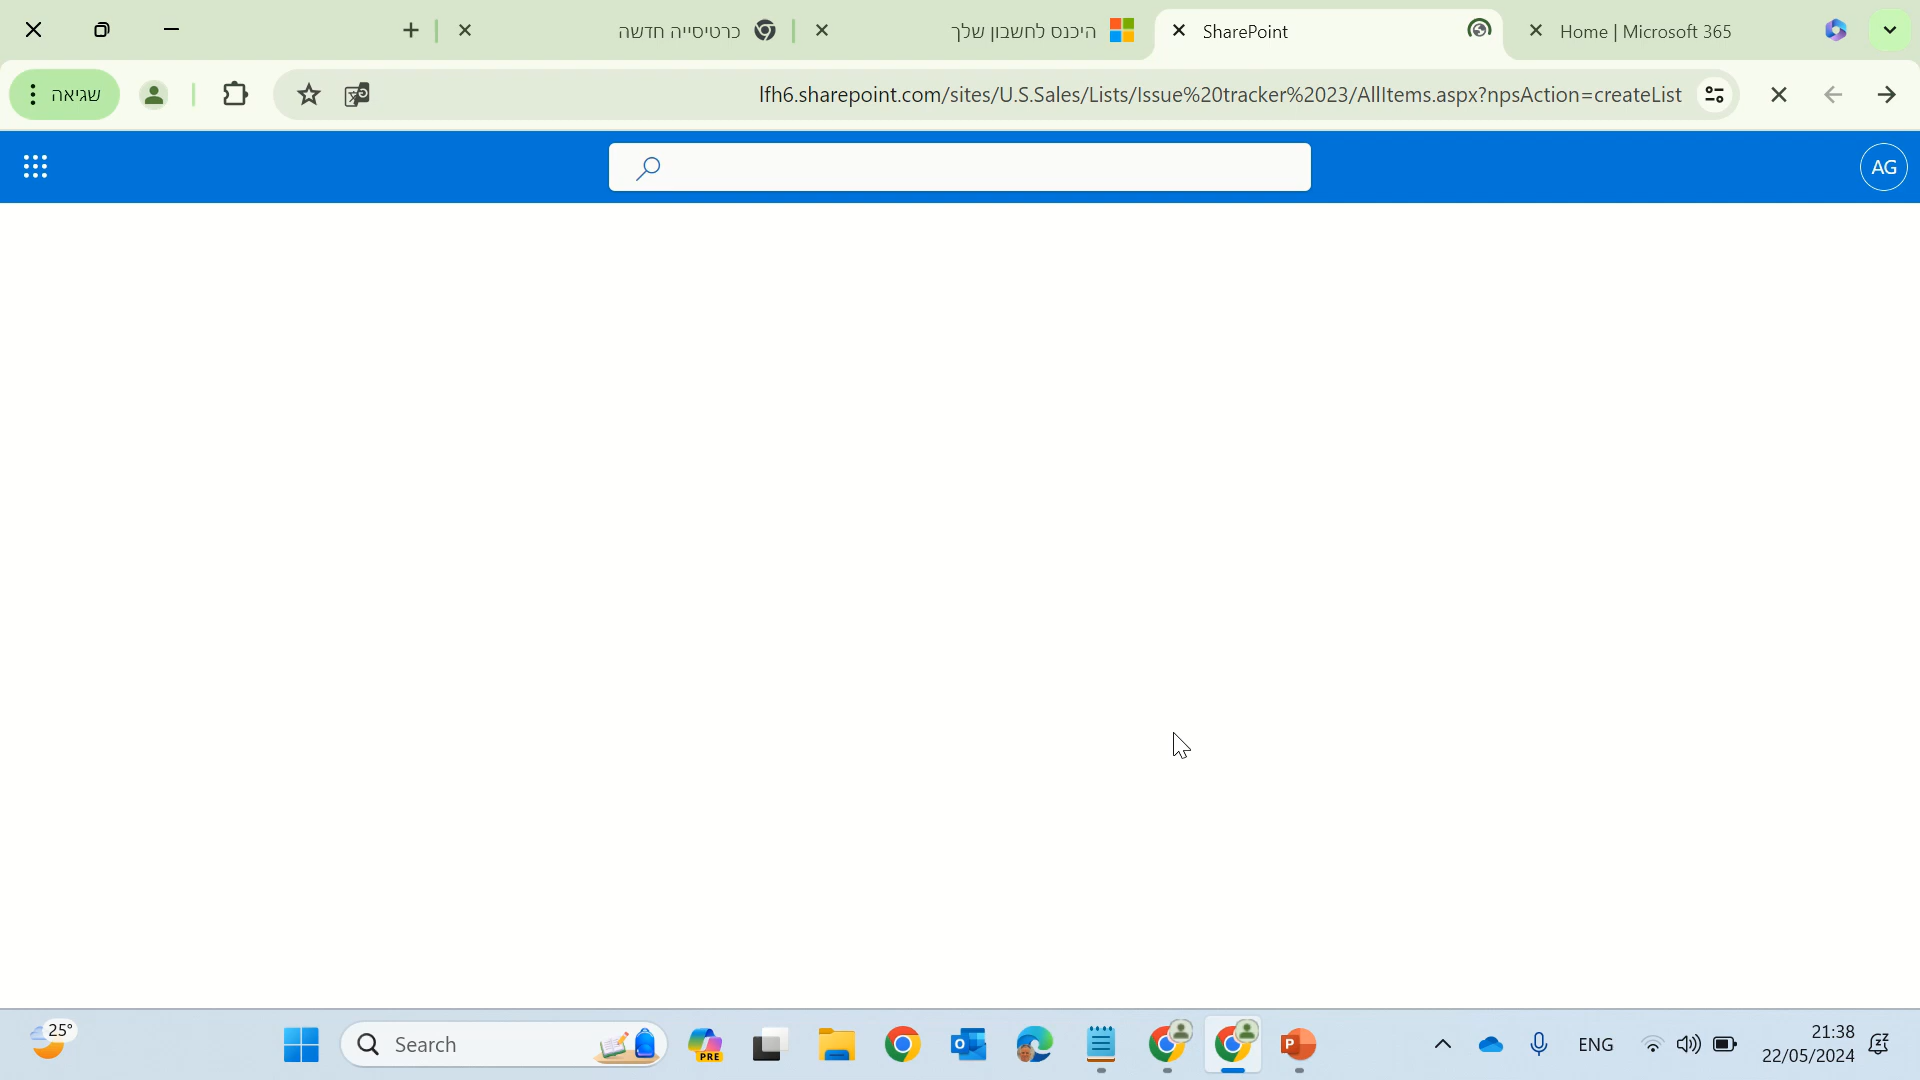 Home | Microsoft 365
SharePoint
היכנס לחשבון שלך
כרטיסייה חדשה
lfh6.sharepoint.com/sites/U.S.Sales/Lists/Issue%20tracker%2023/AllItems.aspx?npsAction=createList
שגיאה
AG
25°
Search
PRE
ENG
21:38
22/05/2024